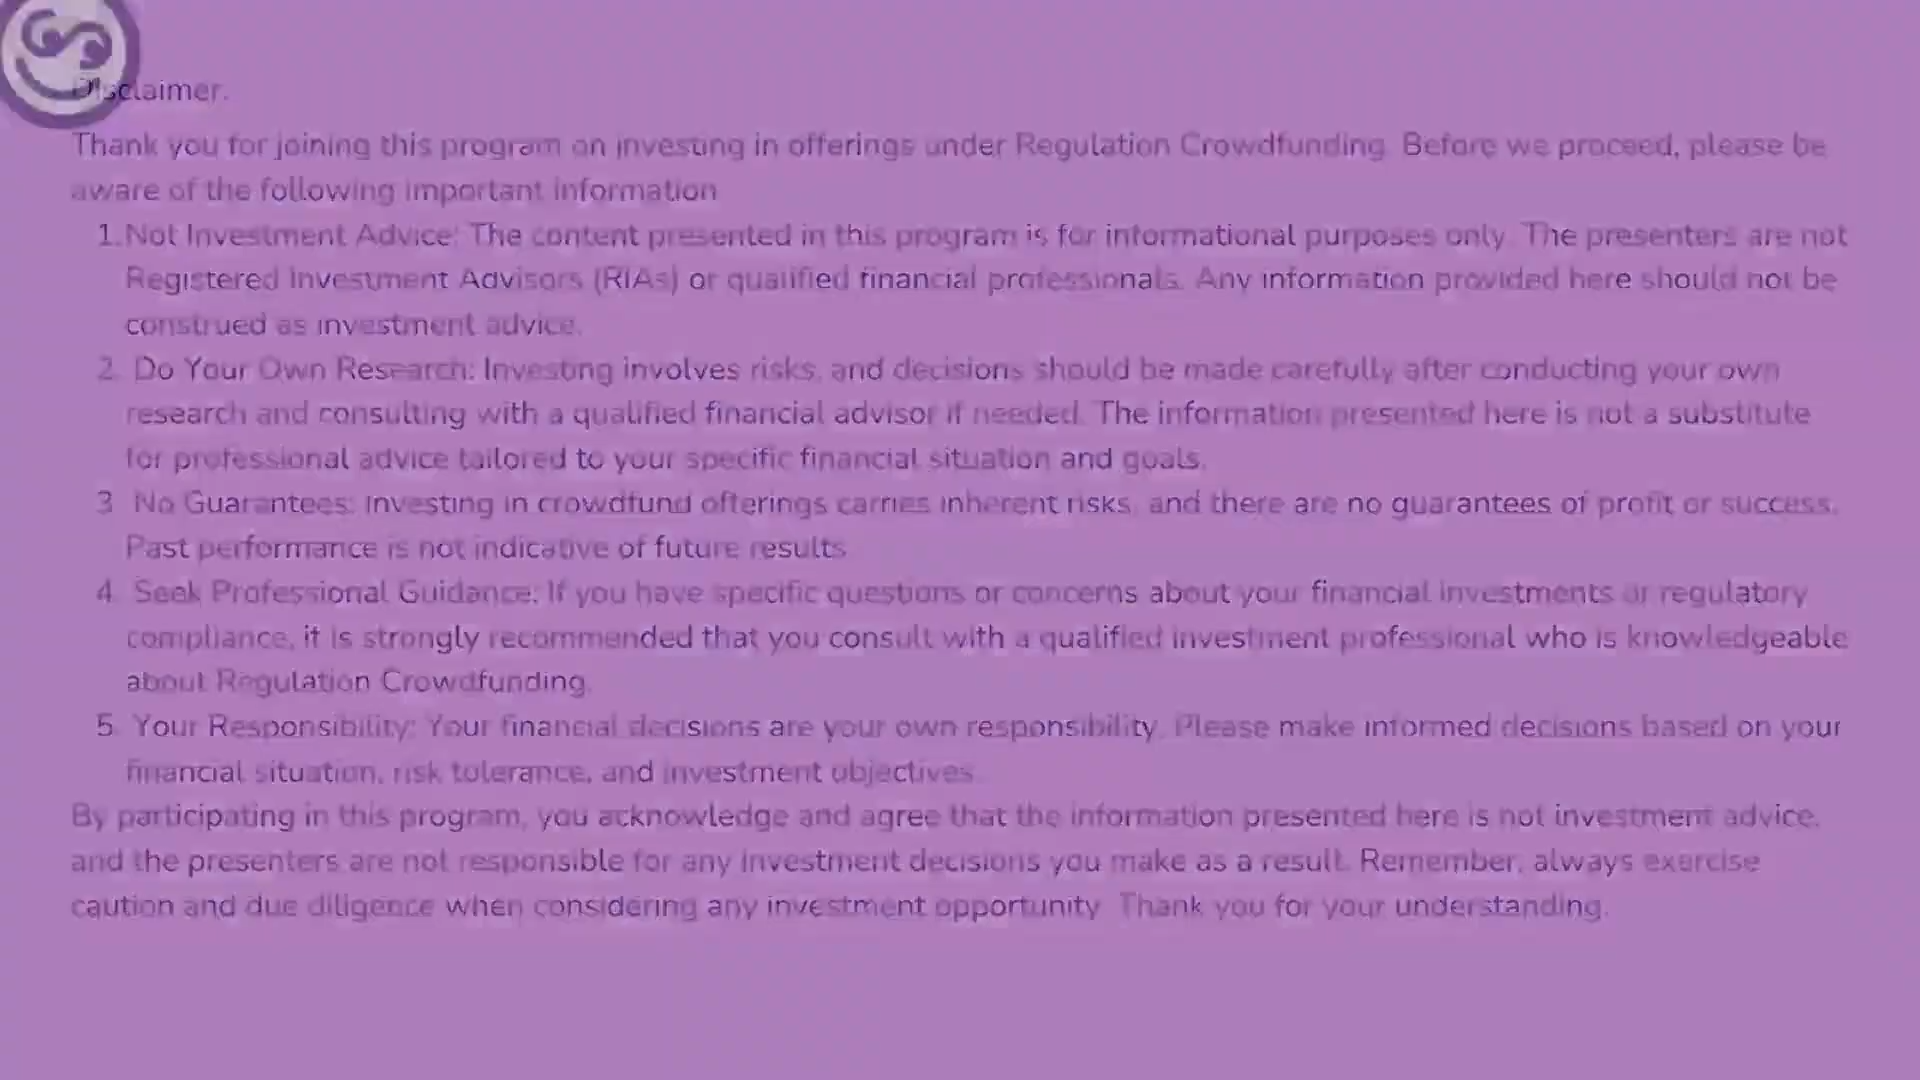 Disclaimer.
Thank you for joining this program on investing in offerings under Regulation Crowdfunding. Before we proceed, please be
aware of the following important information
1. Not Investment Advice: The content presented in this program is for informational purposes only. The presenters are not
Registered Investment Advisors (RIAs) or qualified financial professionals. Any information provided here should not be
construed as investment advice.
2. Do Your Own Research: Investing involves risks, and decisions should be made carefully after conducting your own
research and consulting with a qualified financial advisor if needed. The information presented here is not a substitute
for professional advice tailored to your specific financial situation and goals.
3. No Guarantees: Investing in crowdfund offerings carries inherent risks, and there are no guarantees of profit or success.
Past performance is not indicative of future results
4. Seek Professional Guidance: If you have specific questions or concerns about your financial investments or regulatory
compliance, it is strongly recommended that you consult with a qualified investment professional who is knowledgeable
about Regulation Crowdfunding.
5. Your Responsibility: Your financial decisions are your own responsibility. Please make informed decisions based on your
financial situation, risk tolerance, and investment objectives.
By participating in this program, you acknowledge and agree that the information presented here is not investment advice,
and the presenters are not responsible for any investment decisions you make as a result. Remember, always exercise
caution and due diligence when considering any investment opportunity. Thank you for your understanding.